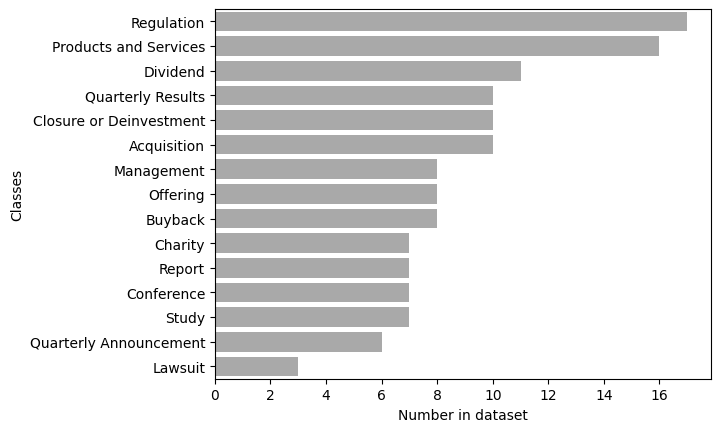 Regulation
Products and Services
Dividend
Quarterly Results
Closure or Deinvestment
Acquisition
Management
Offering
Buyback
Charity
Report
Conference
Study
Quarterly Announcement
Lawsuit
Classes
0 2 4 6 8 10 12 14 16
Number in dataset